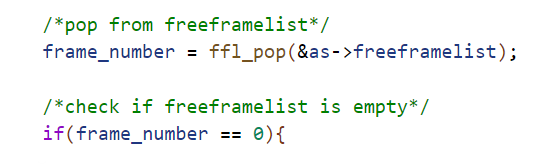 /*pop from freeframelist*/
frame_number = ffl_pop(&as->freeframelist);
/*check if freeframelist is empty*/
if(frame_number == 0){